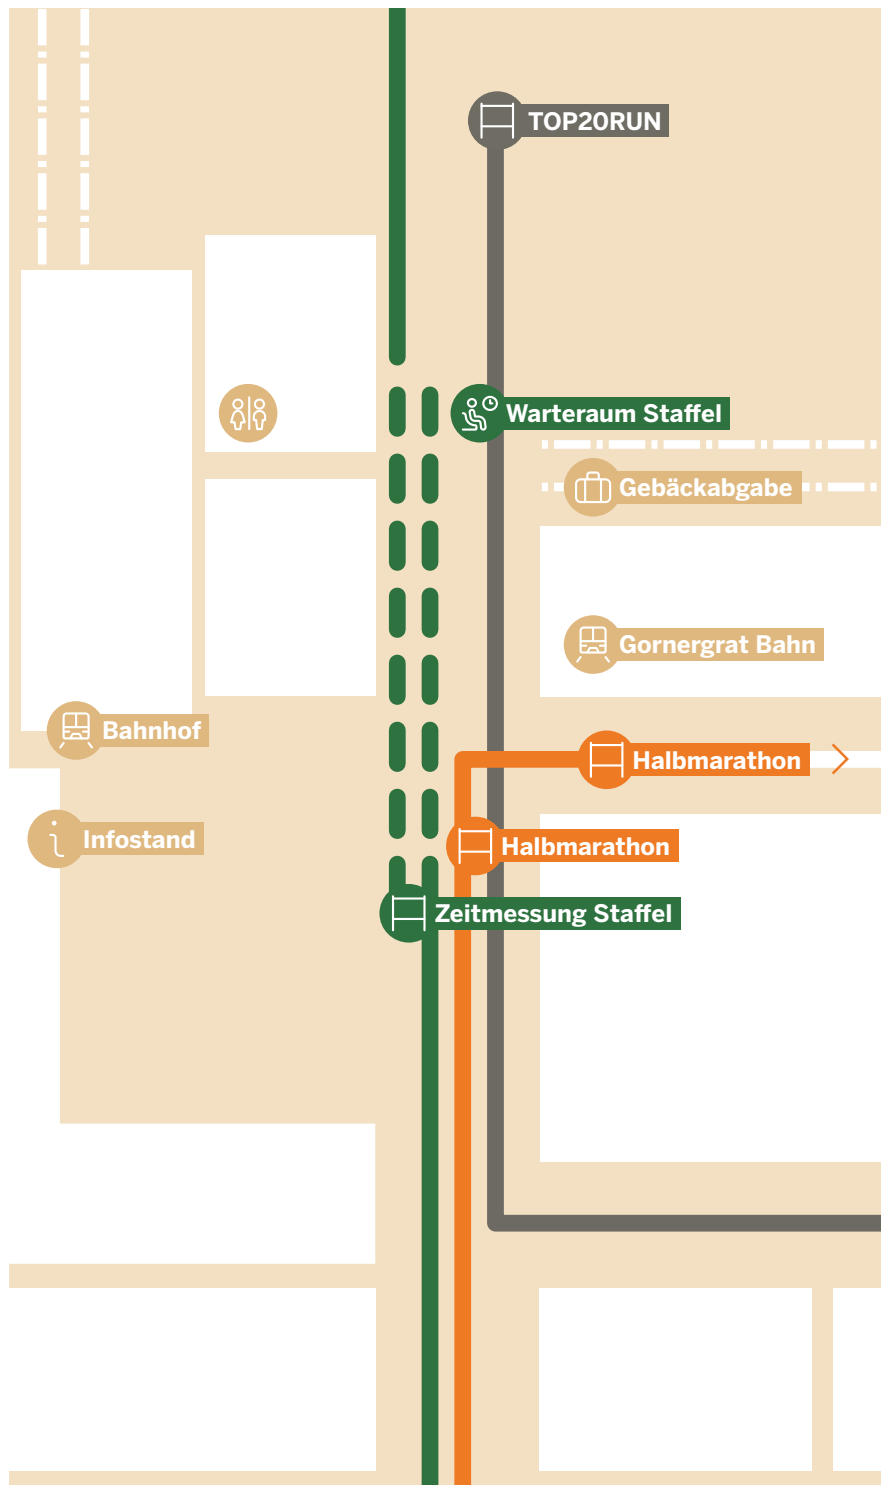 TOP20RUN
Warteraum Staffel
Gebäckabgabe
Gornergrat Bahn
Bahnhof
Halbmarathon
Infostand
Halbmarathon
Zeitmessung Staffel